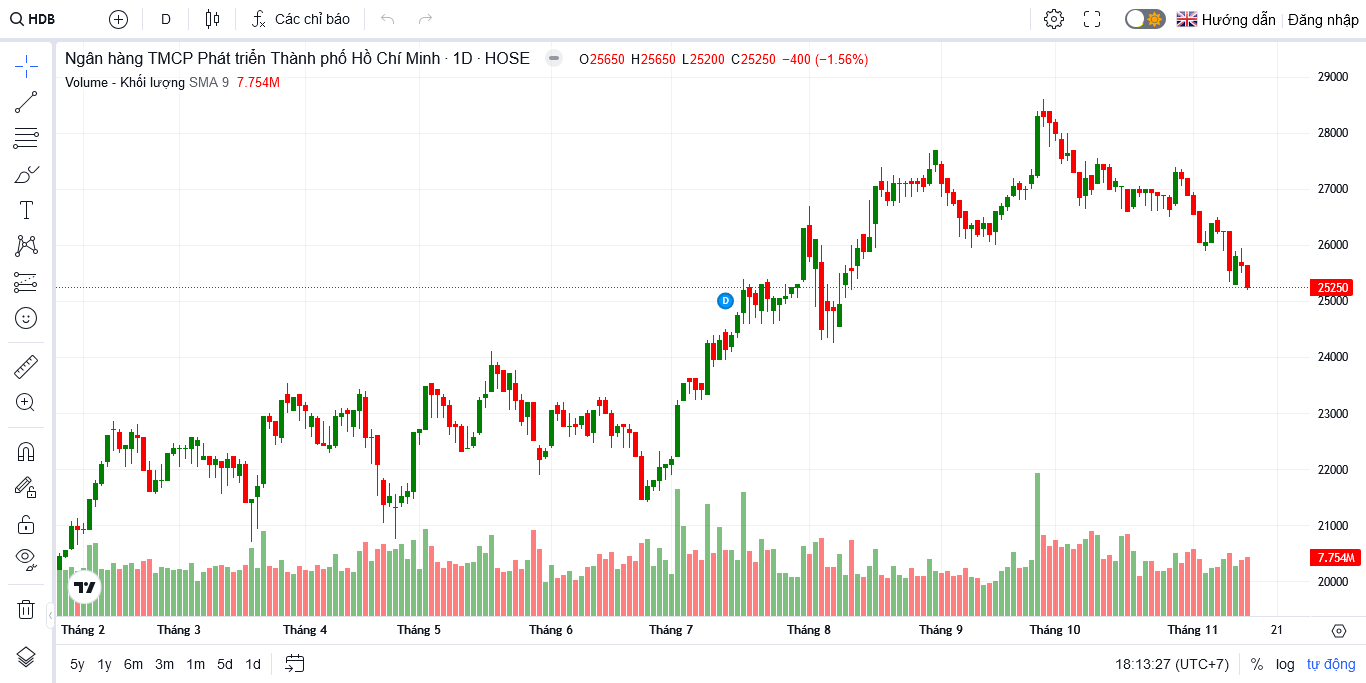 HDB D Các chỉ báo Hướng dẫn Đăng nhập
Ngân hàng TMCP Phát triển Thành phố Hồ Chí Minh · 1D · HOSE O25650 H25650 L25200 C25250 −400 (−1.56%)
Volume - Khối lượng SMA 9 7.754M
29000
28000
27000
26000
25250
25000
24000
23000
22000
21000
7.754M
20000
D
Tháng 2 Tháng 3 Tháng 4 Tháng 5 Tháng 6 Tháng 7 Tháng 8 Tháng 9 Tháng 10 Tháng 11 21
5y 1y 6m 3m 1m 5d 1d 18:13:27 (UTC+7) % log tự động